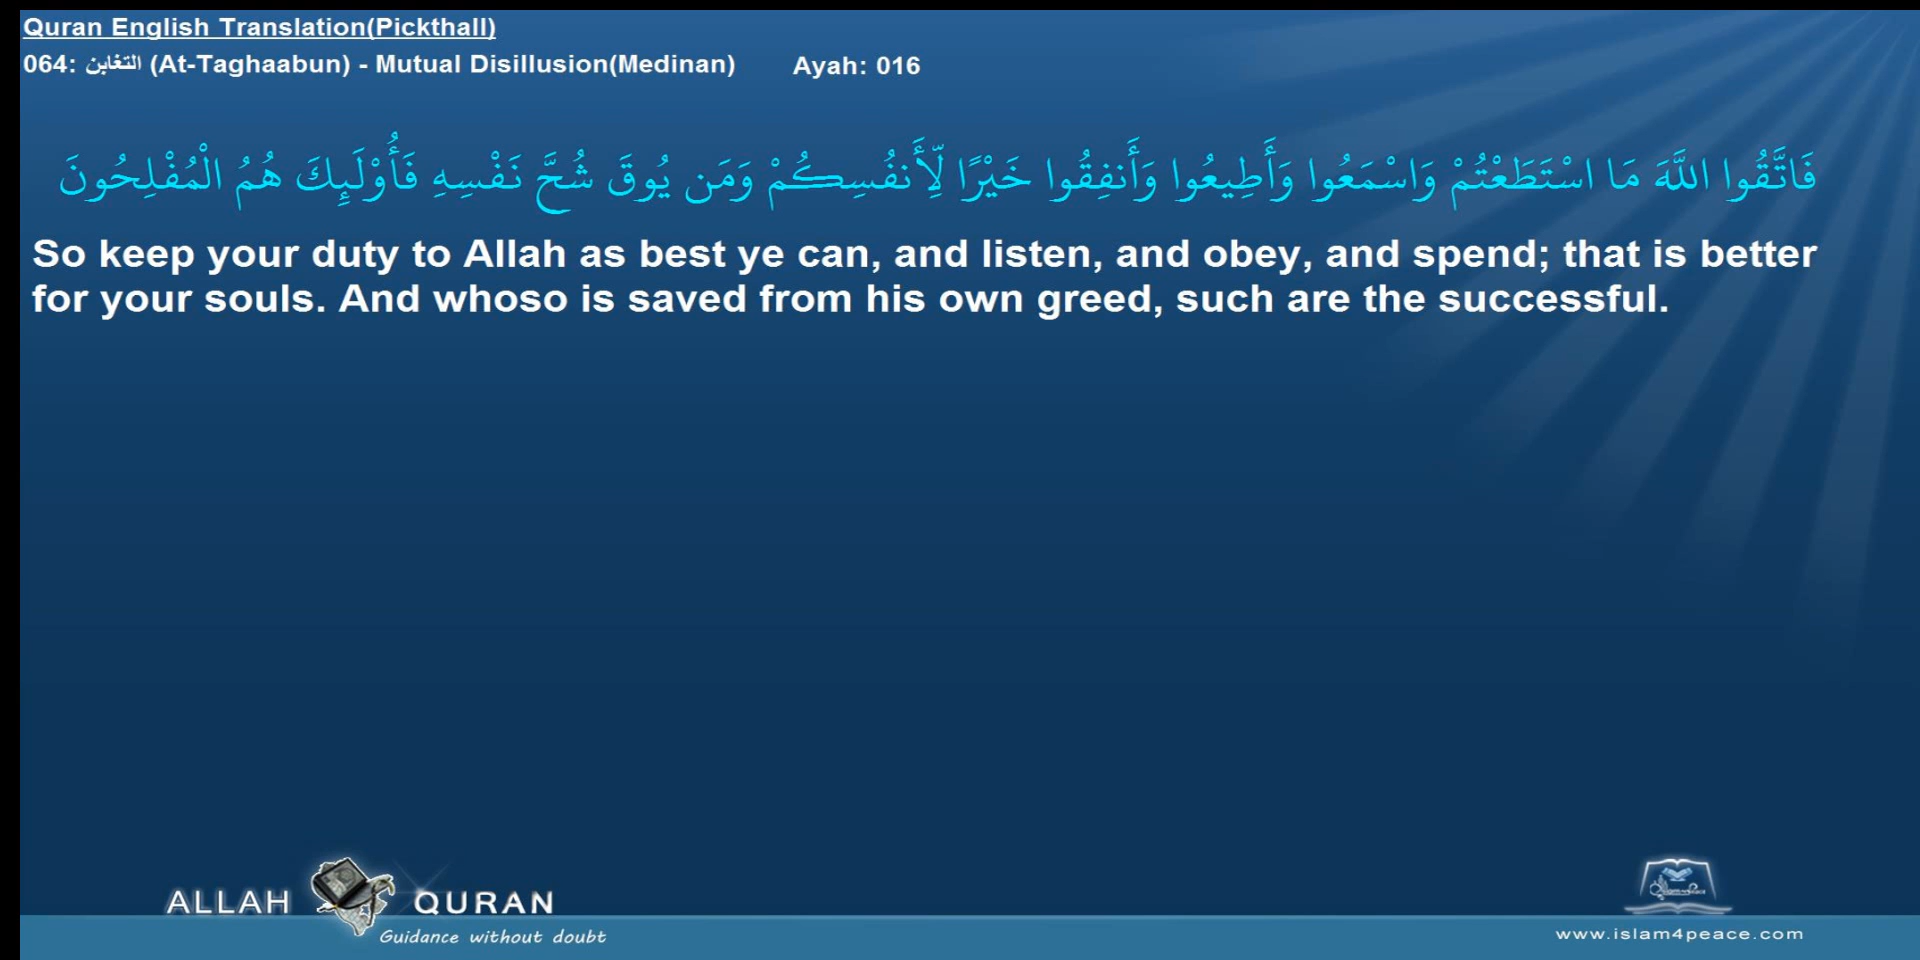 Quran English Translation(Pickthall)
064: التغابن (At-Taghaabun) - Mutual Disillusion(Medinan) Ayah: 016
فَاتَّقُوا اللَّهَ مَا اسْتَطَعْتُمْ وَاسْمَعُوا وَأَطِيعُوا وَأَنفِقُوا خَيْرًا لِّأَنفُسِكُمْ وَمَن يُوقَ شُحَّ نَفْسِهِ فَأُوْلَئِكَ هُمُ الْمُفْلِحُونَ
So keep your duty to Allah as best ye can, and listen, and obey, and spend; that is better
for your souls. And whoso is saved from his own greed, such are the successful.
ALLAH QURAN
Guidance without doubt
www.islam4peace.com